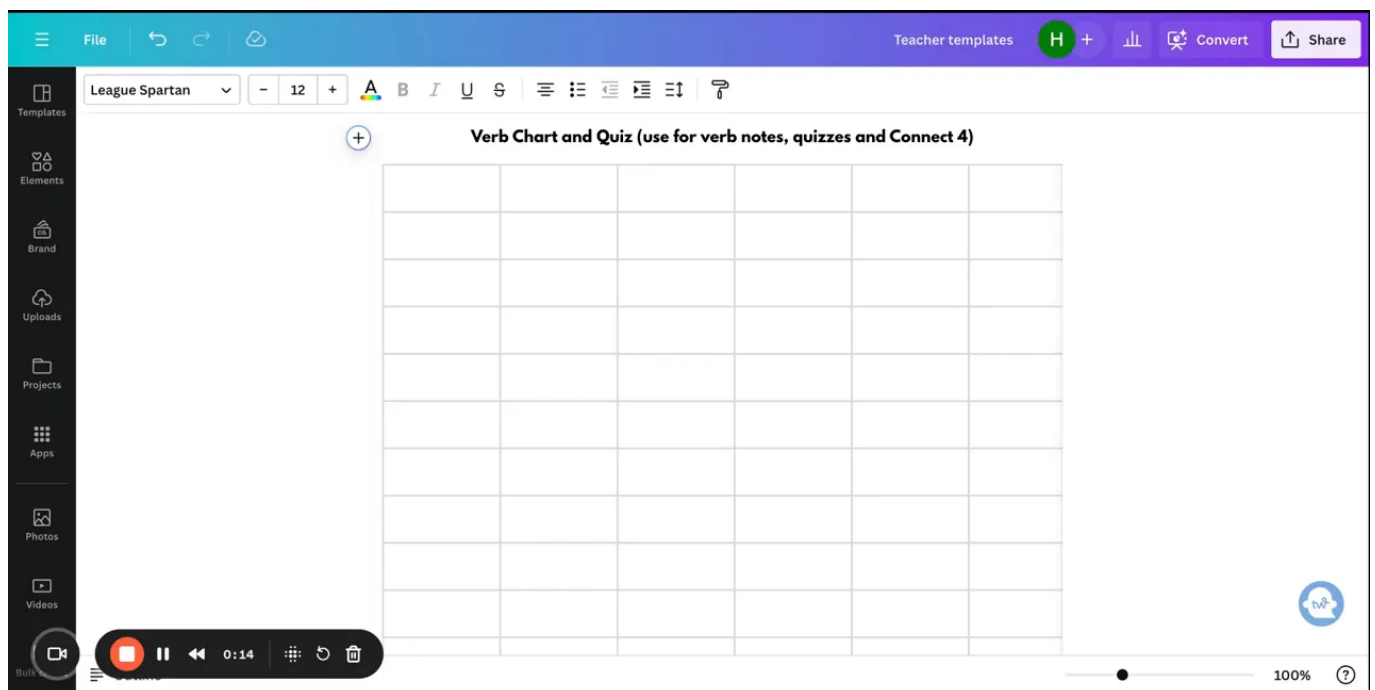 File
Teacher templates
H
Convert
Share
League Spartan
12
A
B
I
U
S
Templates
Elements
Brand
Uploads
Projects
Apps
Photos
Videos
Verb Chart and Quiz (use for verb notes, quizzes and Connect 4)
0:14
100%
?